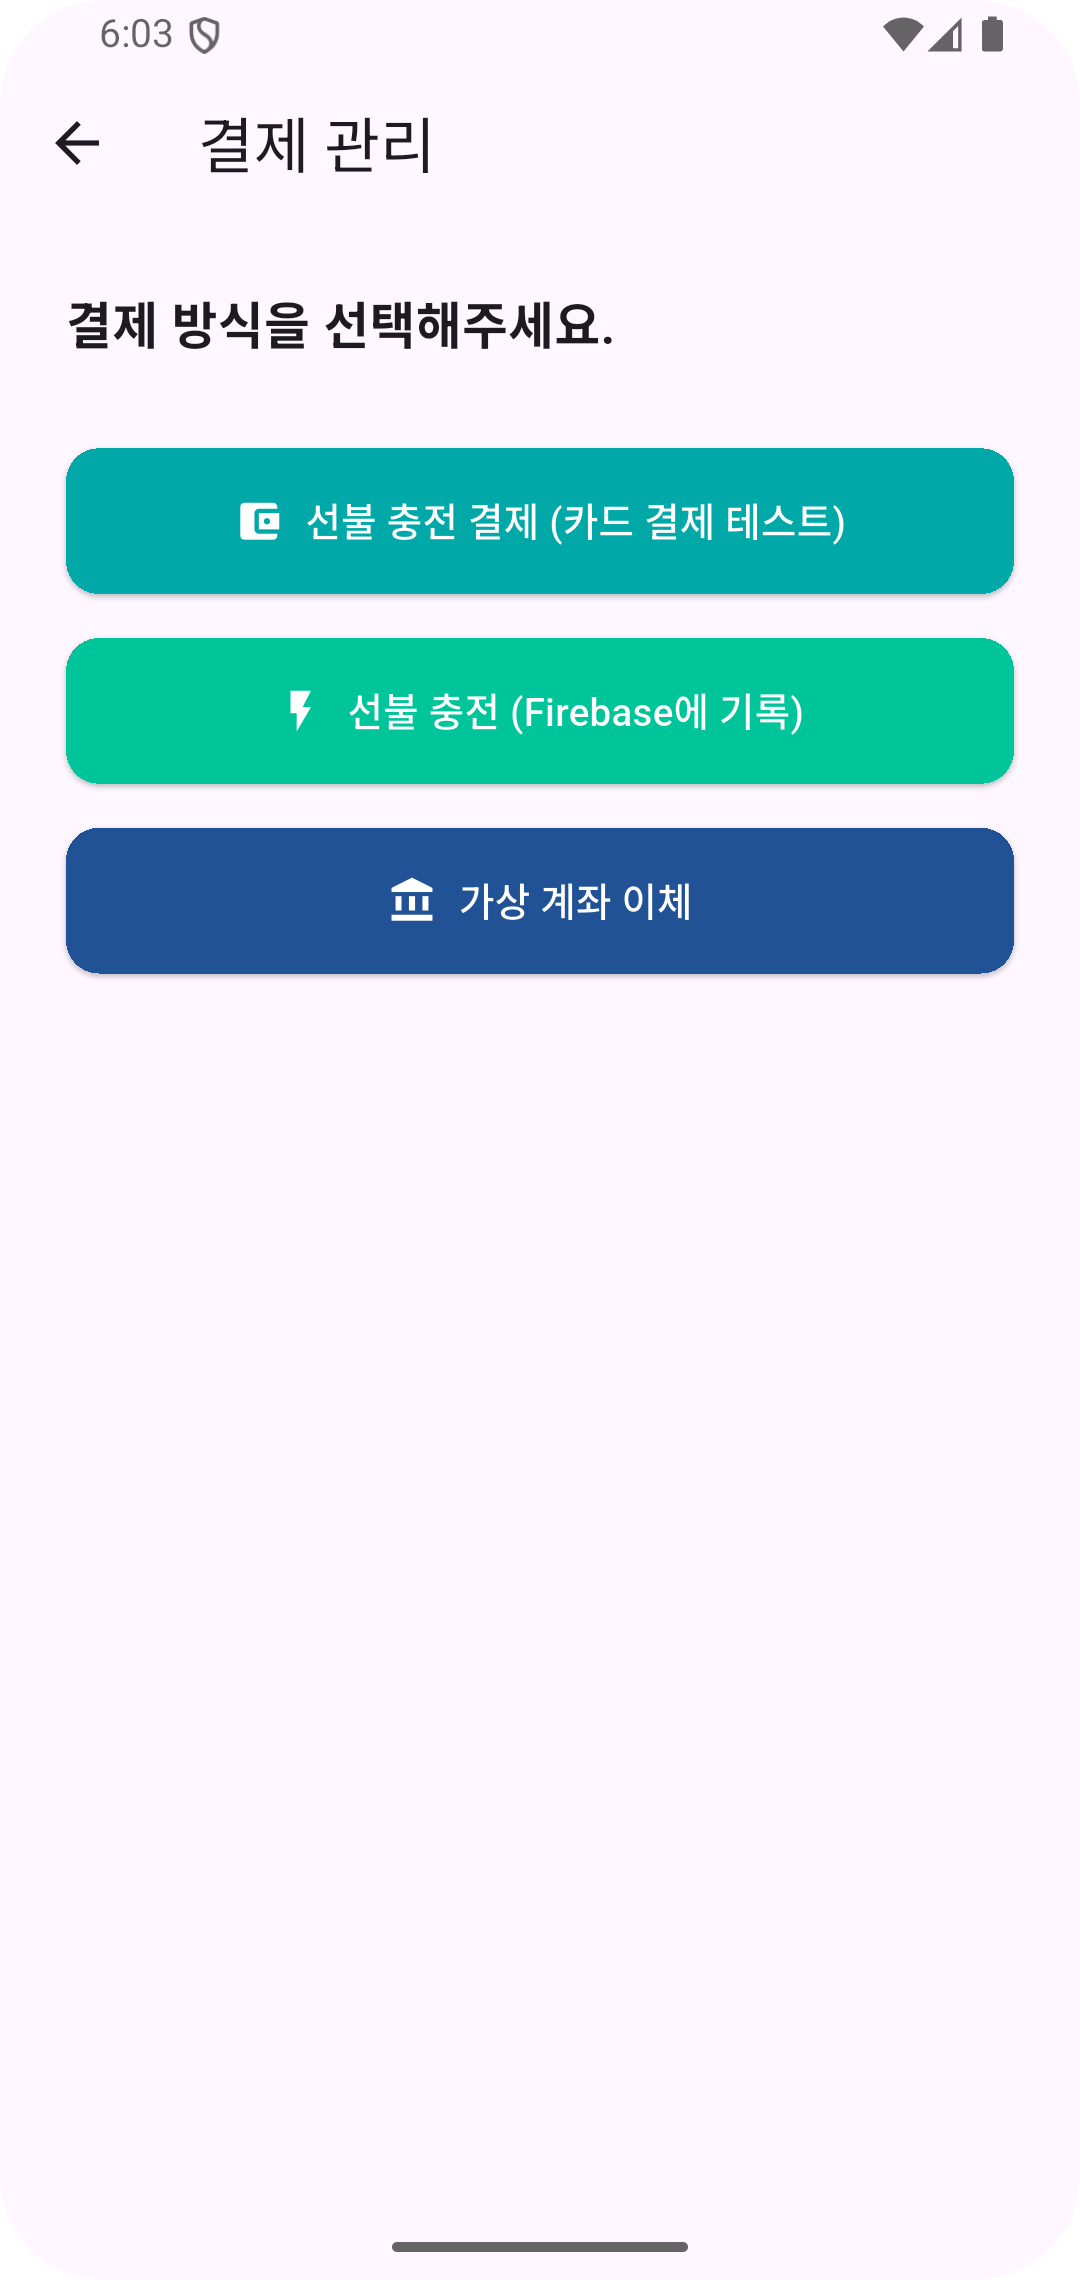 6:03
결제 관리
결제 방식을 선택해주세요.
선불 충전 결제 (카드 결제 테스트)
선불 충전 (Firebase에 기록)
가상 계좌 이체